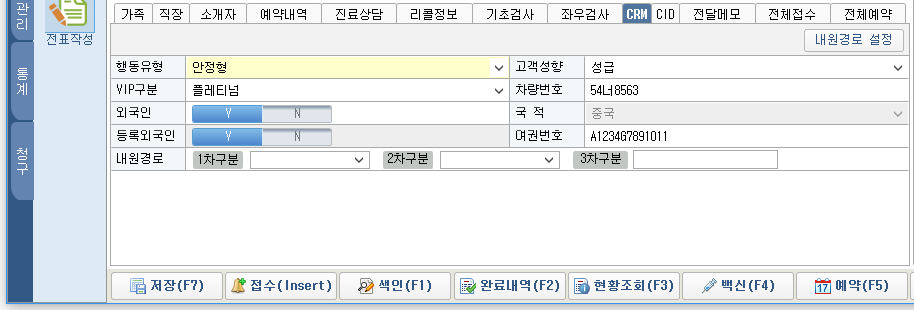 관리
통계
청구
전표작성
가족 직장 소개자 예약내역 진료상담 리콜정보 기초검사 좌우검사 CRM CID 전달메모 전체접수 전체예약
내원경로 설정
행동유형 안정형 고객성향 성급
VIP구분 플레티넘 차량번호 54너8563
외국인 Y N 국 적 중국
등록외국인 Y N 여권번호 A1234G7891011
내원경로 1차구분 2차구분 3차구분
저장(F7) 접수(Insert) 색인(F1) 완료내역(F2) 현황조회(F3) 백신(F4) 17 예약(F5)